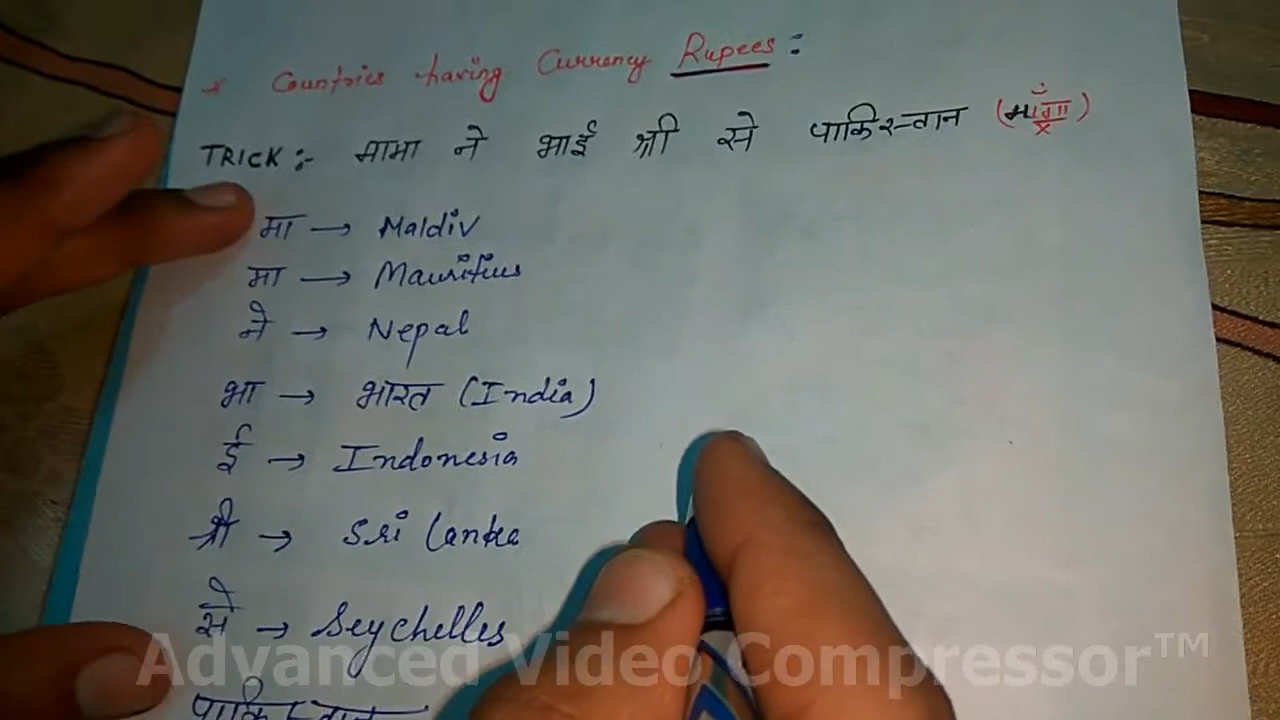 * Countries having Currency Rupees :
TRICK :- मामा ने भाई श्री से पाकिस्तान (माँगा)
मा → Maldiv
मा → Mauritius
ने → Nepal
भा → भारत (India)
ई → Indonesia
श्री → Sri Lanka
से → Seychelles
पाकिस्तान
Advanced Video Compressor™